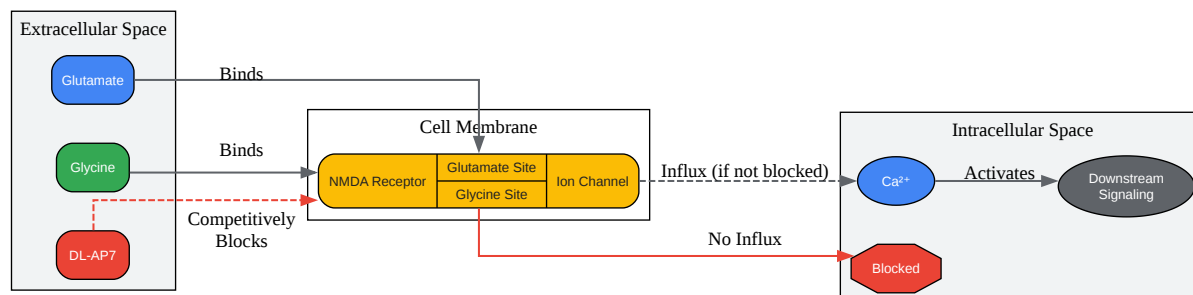 Extracellular Space
Glutamate
Binds
Glycine
Binds
DL-AP7
Competitively
Blocks
Cell Membrane
NMDA Receptor
Glutamate Site
Glycine Site
Ion Channel
Influx (if not blocked)
No Influx
Intracellular Space
Ca²⁺
Activates
Downstream
Signaling
Blocked